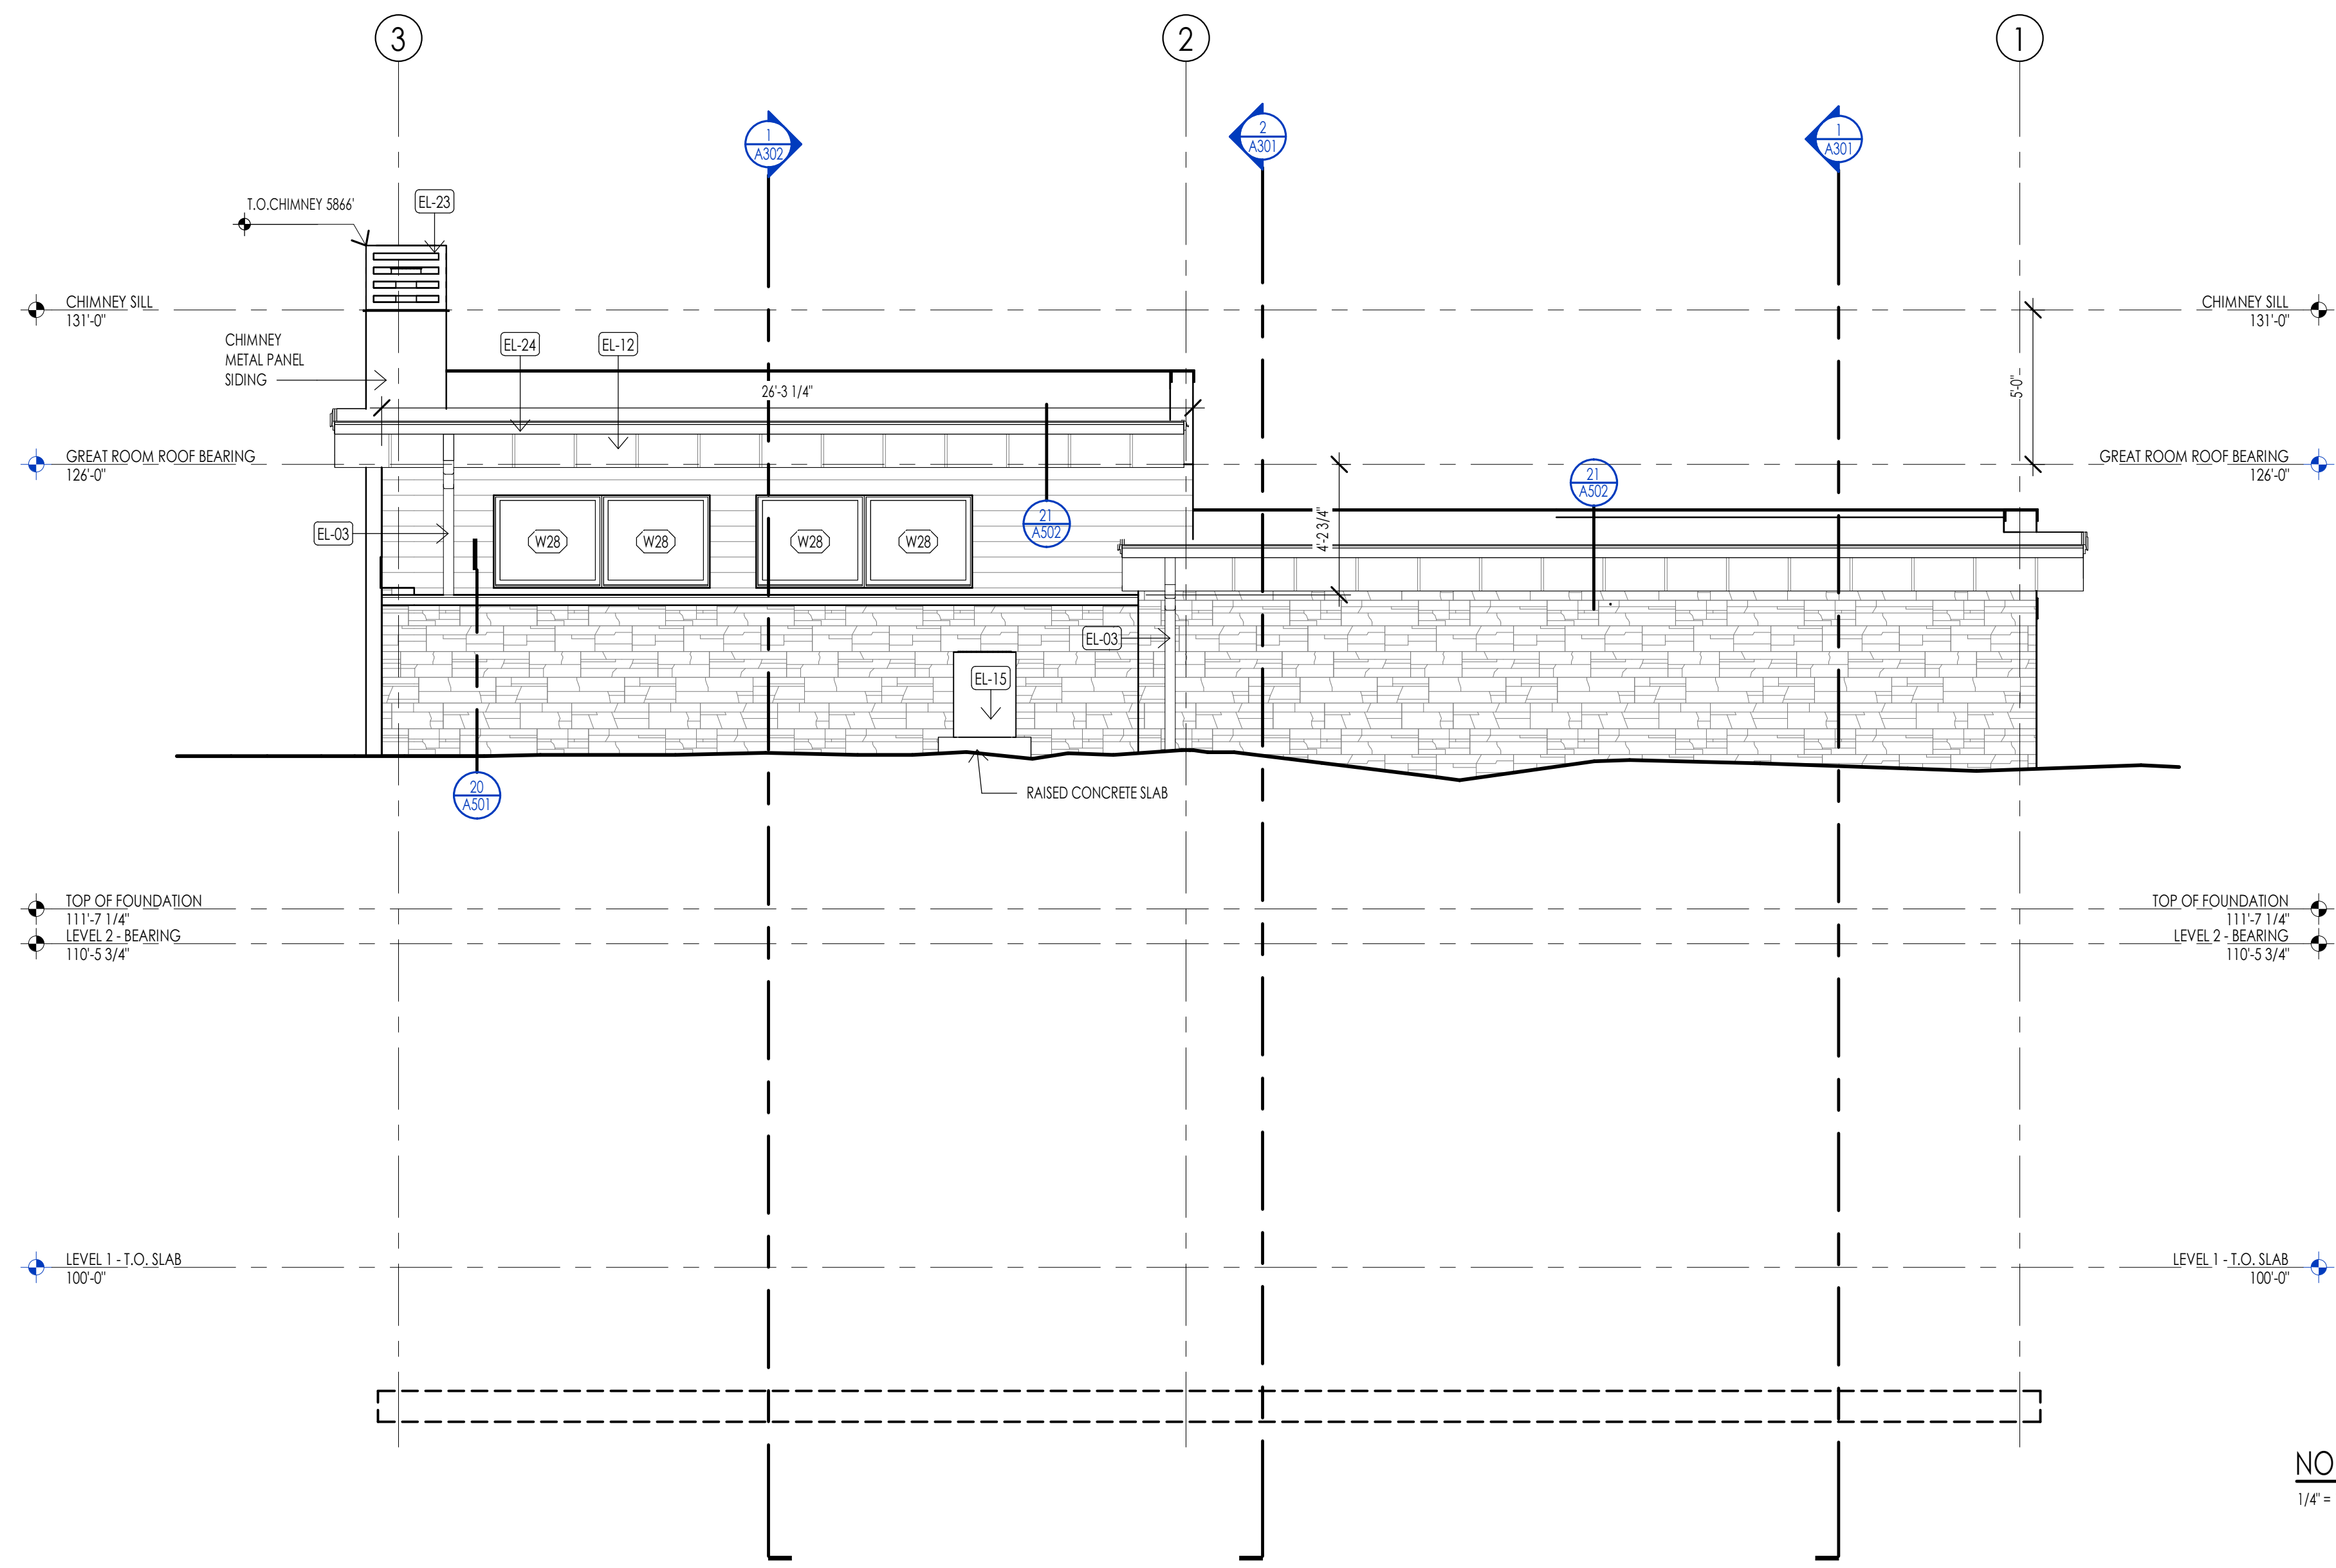 3
2
1
1
A302
2
A301
1
A301
T.O.CHIMNEY 5866'
EL-23
CHIMNEY SILL
131'-0"
CHIMNEY SILL
131'-0"
CHIMNEY
METAL PANEL
SIDING
EL-24
EL-12
26'-3 1/4"
5'-0"
GREAT ROOM ROOF BEARING
126'-0"
GREAT ROOM ROOF BEARING
126'-0"
21
A502
21
A502
4'-2 3/4"
EL-03
W28
W28
W28
W28
EL-03
EL-15
20
A501
RAISED CONCRETE SLAB
TOP OF FOUNDATION
111'-7 1/4"
LEVEL 2 - BEARING
110'-5 3/4"
TOP OF FOUNDATION
111'-7 1/4"
LEVEL 2 - BEARING
110'-5 3/4"
LEVEL 1 - T.O. SLAB
100'-0"
LEVEL 1 - T.O. SLAB
100'-0"
NO
1/4" =